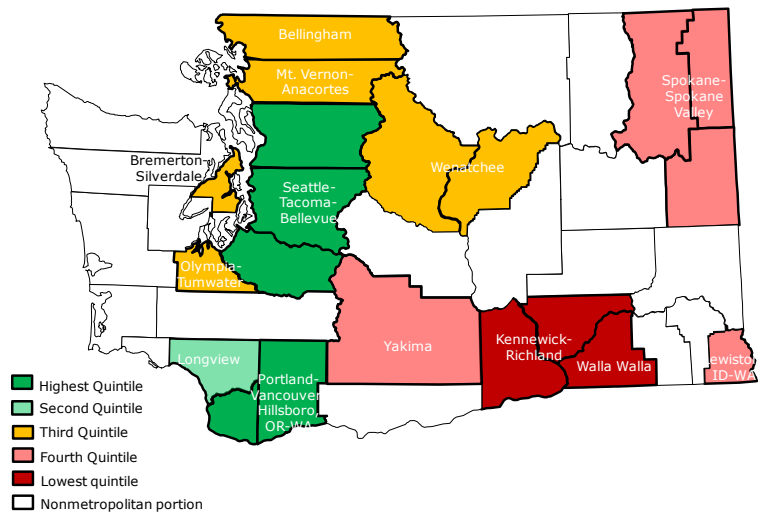 Bellingham
Mt. Vernon-
Anacortes
Spokane-
Spokane
Valley
Bremerton-
Silverdale
Wenatchee
Seattle-
Tacoma-
Bellevue
Olympia-
Tumwater
Kennewick-
Richland
Yakima
Longview
Walla Walla
Lewiston
ID-WA
Portland-
Vancouver
Hillsboro,
OR-WA
Highest Quintile
Second Quintile
Third Quintile
Fourth Quintile
Lowest quintile
Nonmetropolitan portion